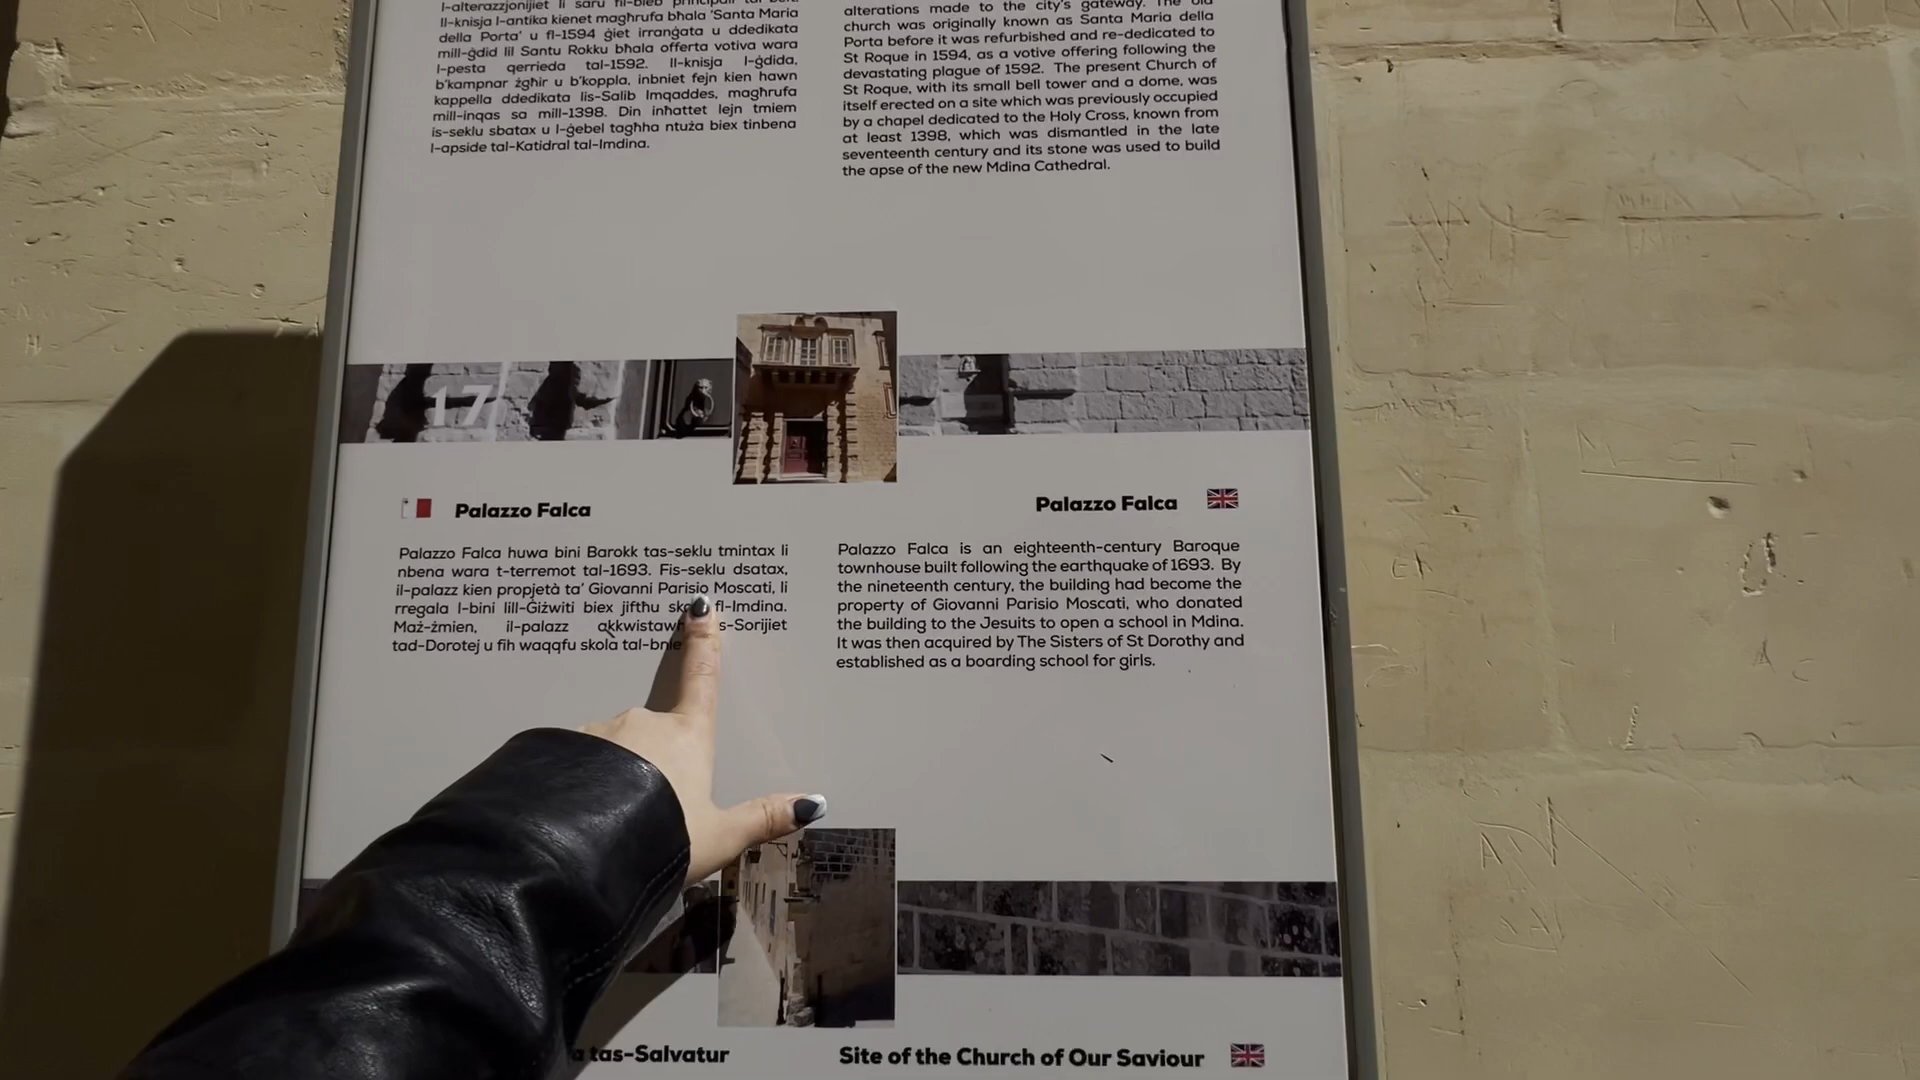 l-alterazzjonijiet li saru fil-bieb prinċipali tal-belt.
Il-knisja l-antika kienet magħrufa bħala 'Santa Maria
della Porta' u fl-1594 ġiet irranġata u ddedikata
mill-ġdid lil Santu Rokku bħala offerta votiva wara
l-pesta qerrieda tal-1592. Il-knisja l-ġdida,
b'kampnar żgħir u b'koppla, inbniet fejn kien hawn
kappella ddedikata lis-Salib Imqaddes, magħrufa
mill-inqas sa mill-1398. Din inħattet lejn tmiem
is-seklu sbatax u l-ġebel tagħha ntuża biex tinbena
l-apside tal-Katidral tal-Imdina.
alterations made to the city's gateway. The old
church was originally known as Santa Maria della
Porta before it was refurbished and re-dedicated to
St Roque in 1594, as a votive offering following the
devastating plague of 1592. The present Church of
St Roque, with its small bell tower and a dome, was
itself erected on a site which was previously occupied
by a chapel dedicated to the Holy Cross, known from
at least 1398, which was dismantled in the late
seventeenth century and its stone was used to build
the apse of the new Mdina Cathedral.
17
Palazzo Falca
Palazzo Falca huwa bini Barokk tas-seklu tmintax li
nbena wara t-terremot tal-1693. Fis-seklu dsatax,
il-palazz kien propjetà ta' Giovanni Parisio Moscati, li
rregala l-bini lill-Ġiżwiti biex jifthu fl-Imdina.
Maż-żmien, il-palazz s-Sorijiet
tad-Dorotej u fih waqqfu skola
Palazzo Falca
Palazzo Falca is an eighteenth-century Baroque
townhouse built following the earthquake of 1693. By
the nineteenth century, the building had become the
property of Giovanni Parisio Moscati, who donated
the building to the Jesuits to open a school in Mdina.
It was then acquired by The Sisters of St Dorothy and
established as a boarding school for girls.
tas-Salvatur
Site of the Church of Our Saviour